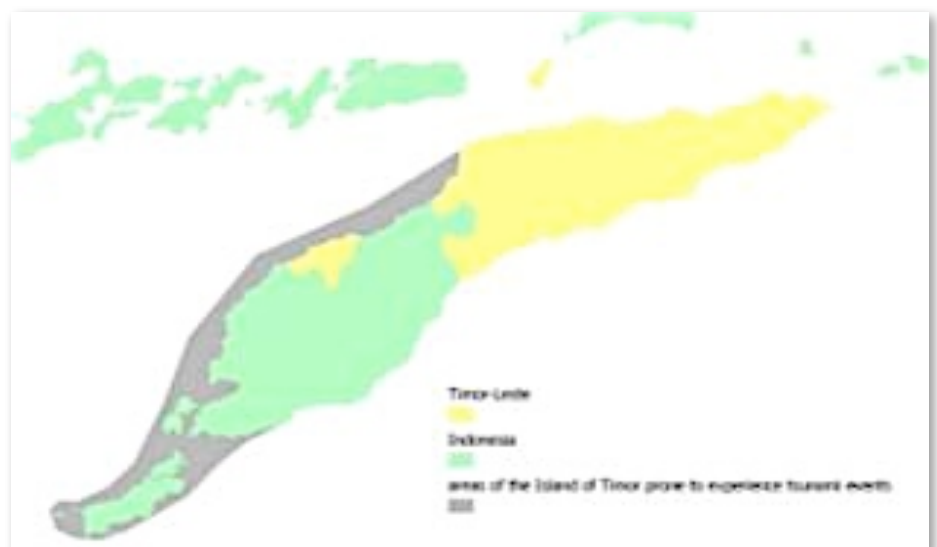 Timor-Leste
Indonesia
areas of the Island of Timor prone to experience tsunami events